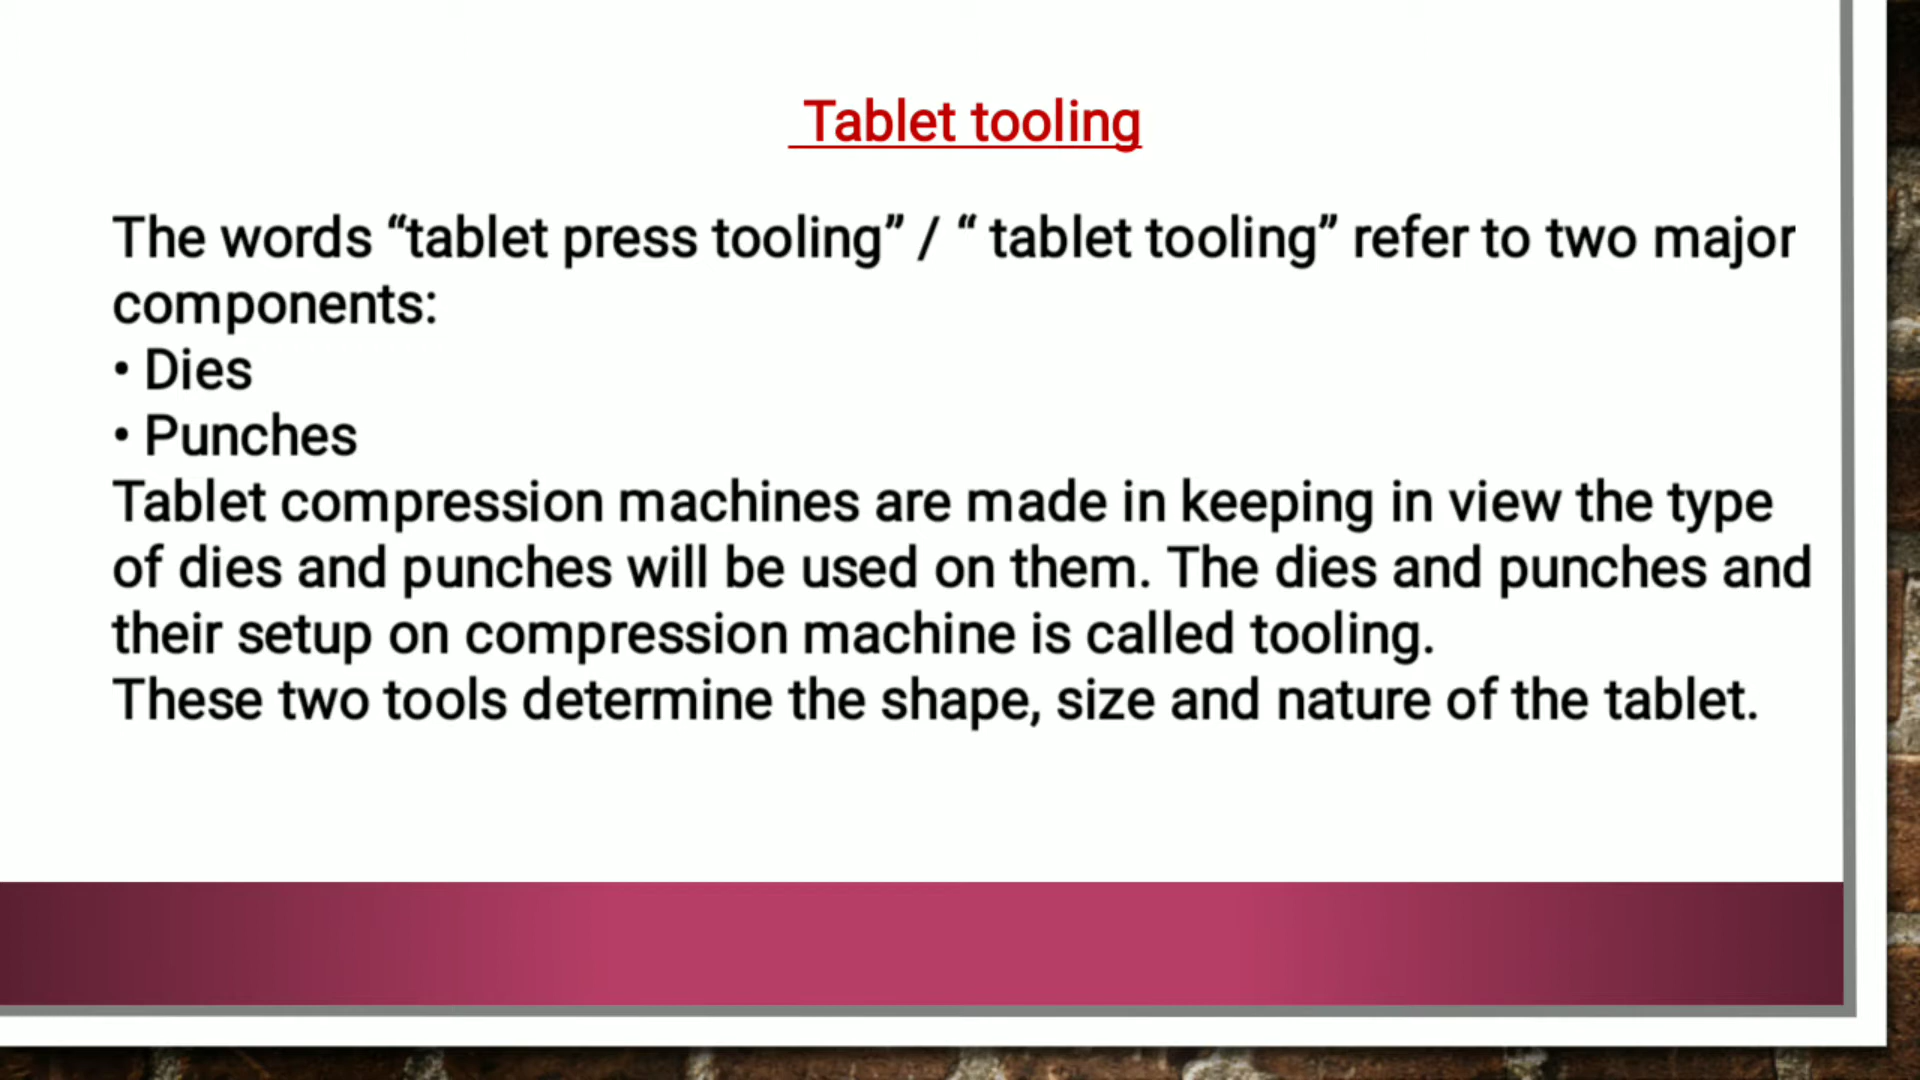 Tablet tooling
The words “tablet press tooling” / “ tablet tooling” refer to two major
components:
• Dies
• Punches
Tablet compression machines are made in keeping in view the type
of dies and punches will be used on them. The dies and punches and
their setup on compression machine is called tooling.
These two tools determine the shape, size and nature of the tablet.